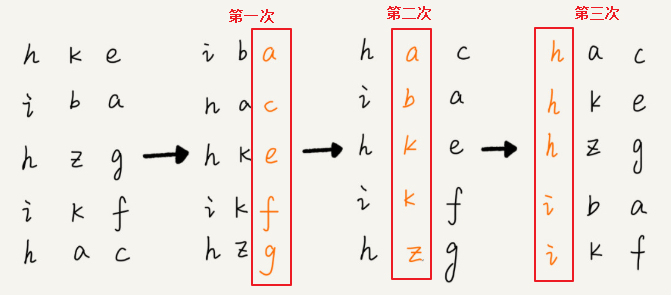 第一次 第二次 第三次
h k e i b a h a c h a c
i b a h a c i b a h k e
h z g h k e h k e h z g
i k f i k f i k f i b a
h a c h z g h z g i k f